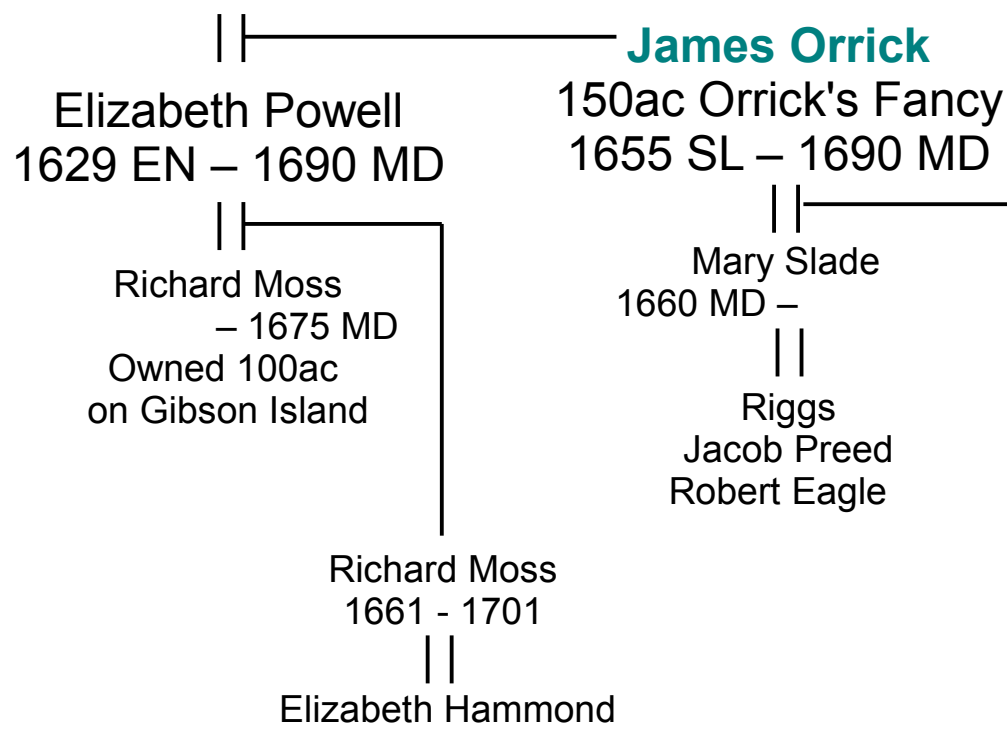 James Orrick
150ac Orrick's Fancy
1655 SL – 1690 MD
Elizabeth Powell
1629 EN – 1690 MD
Richard Moss
– 1675 MD
Owned 100ac
on Gibson Island
Mary Slade
1660 MD –
Riggs
Jacob Preed
Robert Eagle
Richard Moss
1661 - 1701
Elizabeth Hammond